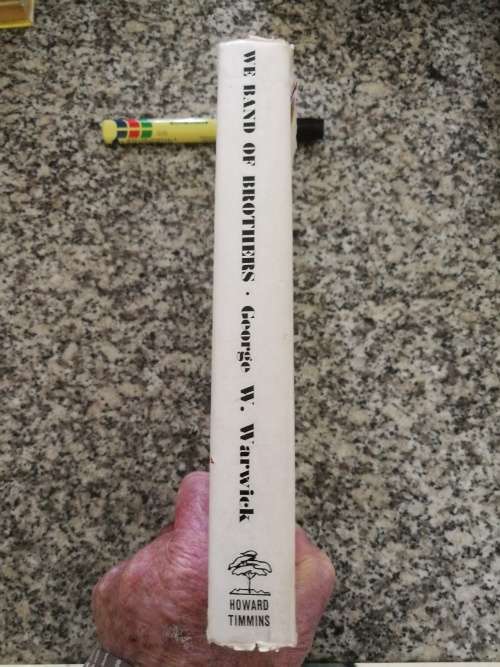 WE BAND OF BROTHERS · George W. Warwick
HOWARD
TIMMINS